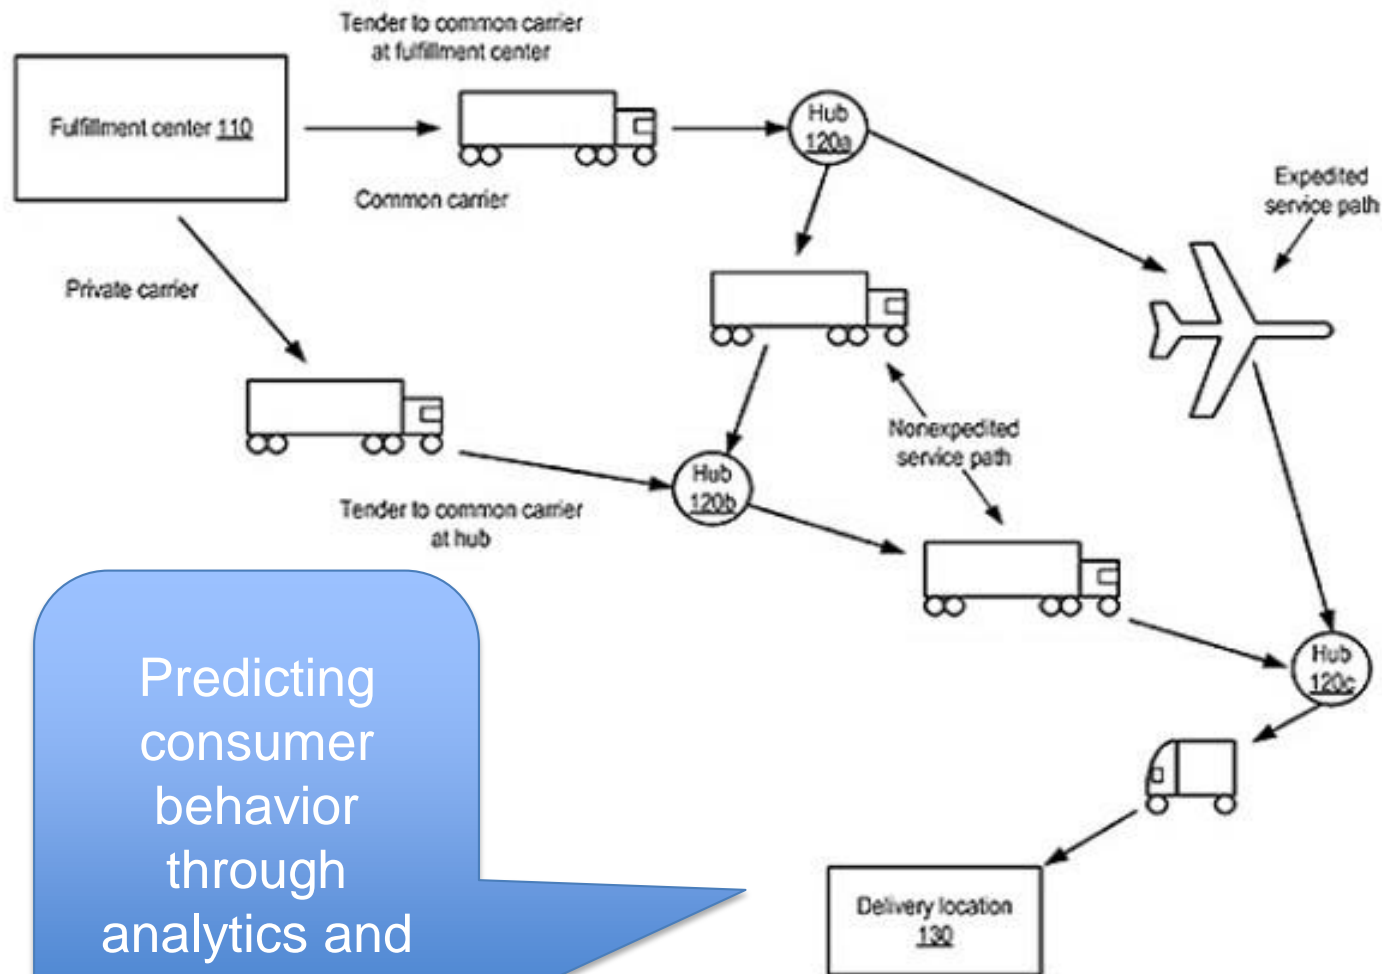 Tender to common carrier
at fulfillment center
Fulfillment center 110
Hub
120a
Common carrier
Expedited
service path
Private carrier
Nonexpedited
service path
Hub
120b
Tender to common carrier
at hub
Hub
120c
Predicting
consumer
behavior
through
analytics and
Delivery location
130